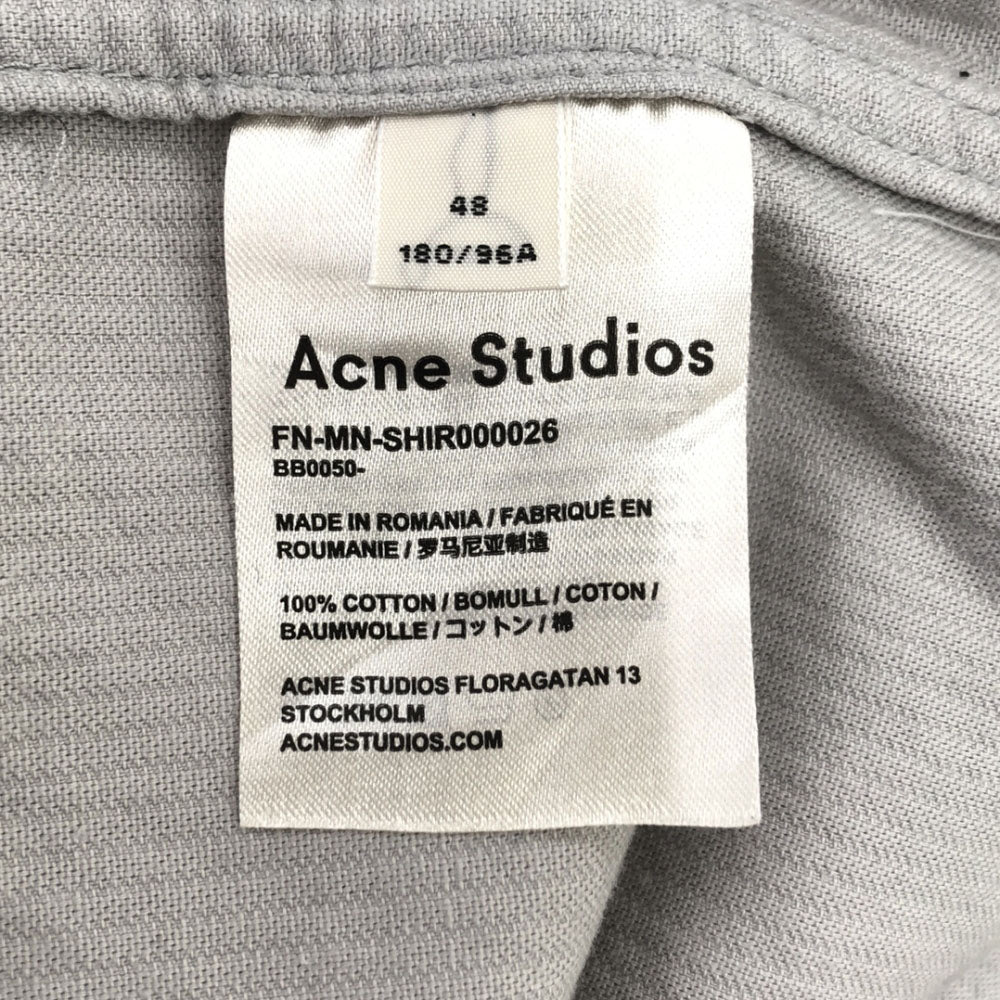 48
180/96A
Acne Studios
FN-MN-SHIR000026
BB0050-
MADE IN ROMANIA / FABRIQUÉ EN
ROUMANIE / 罗马尼亚制造
100% COTTON / BOMULL / COTON /
BAUMWOLLE / コットン / 棉
ACNE STUDIOS FLORAGATAN 13
STOCKHOLM
ACNESTUDIOS.COM